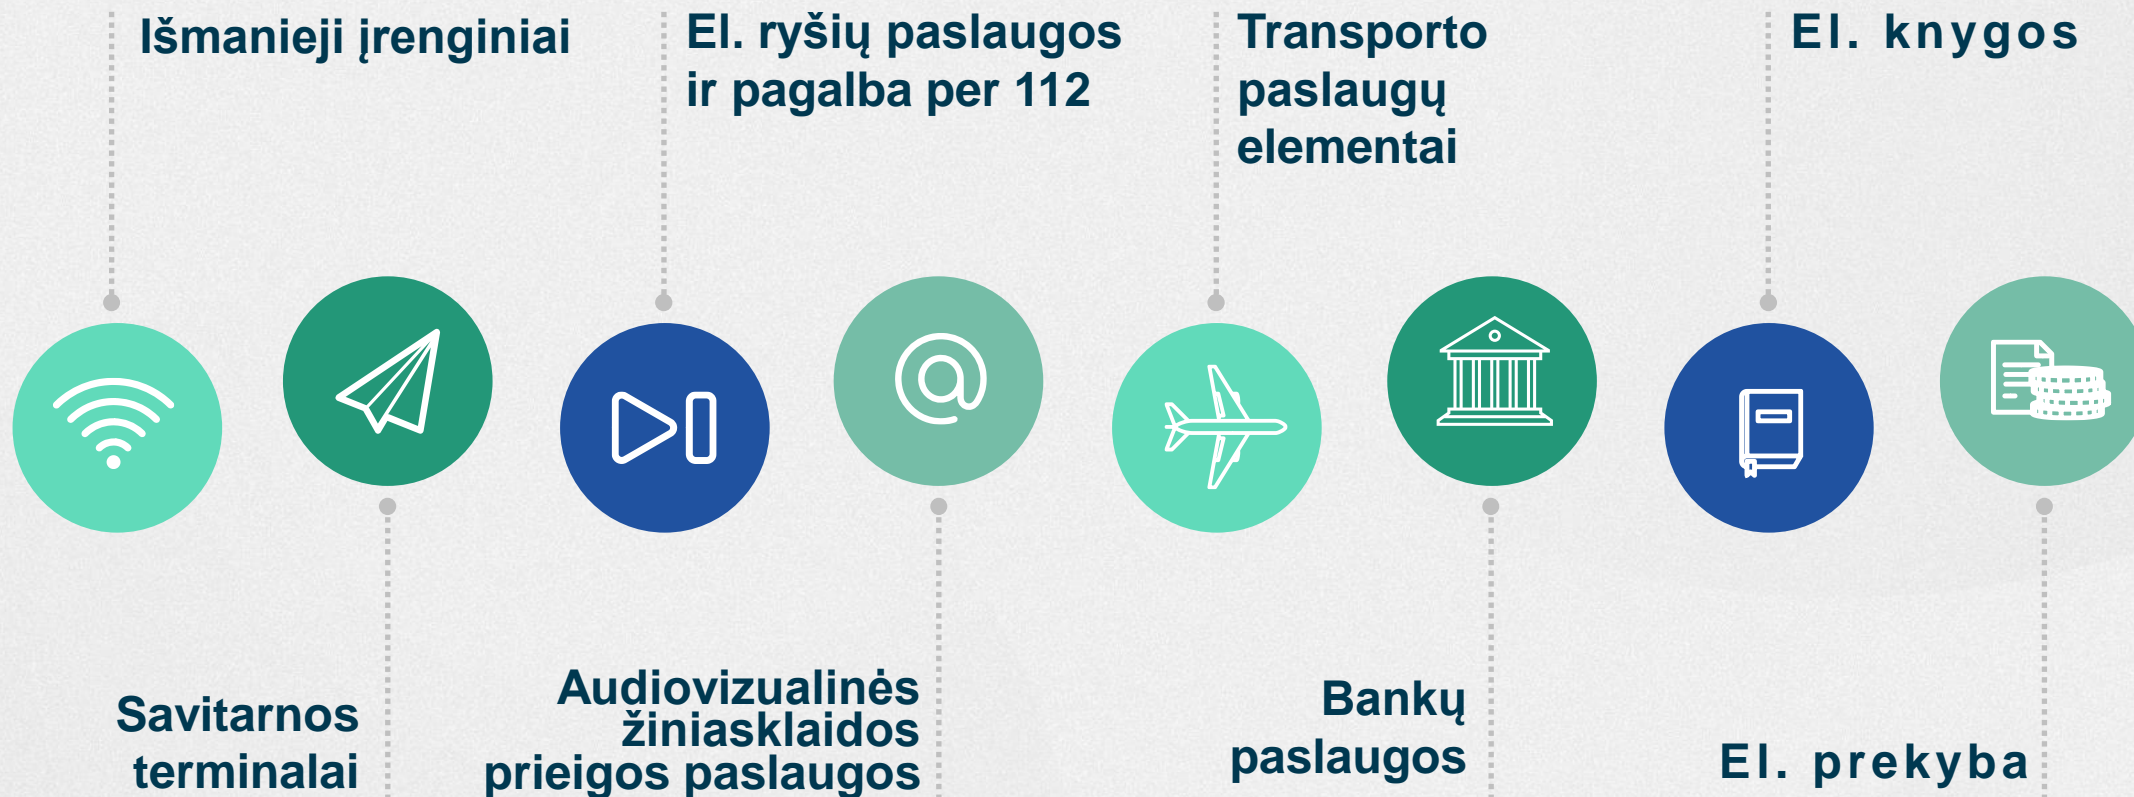 Išmanieji įrenginiai
El. ryšių paslaugos
ir pagalba per 112
Transporto
paslaugų
elementai
El. knygos
Savitarnos
terminalai
Audiovizualinės
žiniasklaidos
prieigos paslaugos
Bankų
paslaugos
El. prekyba